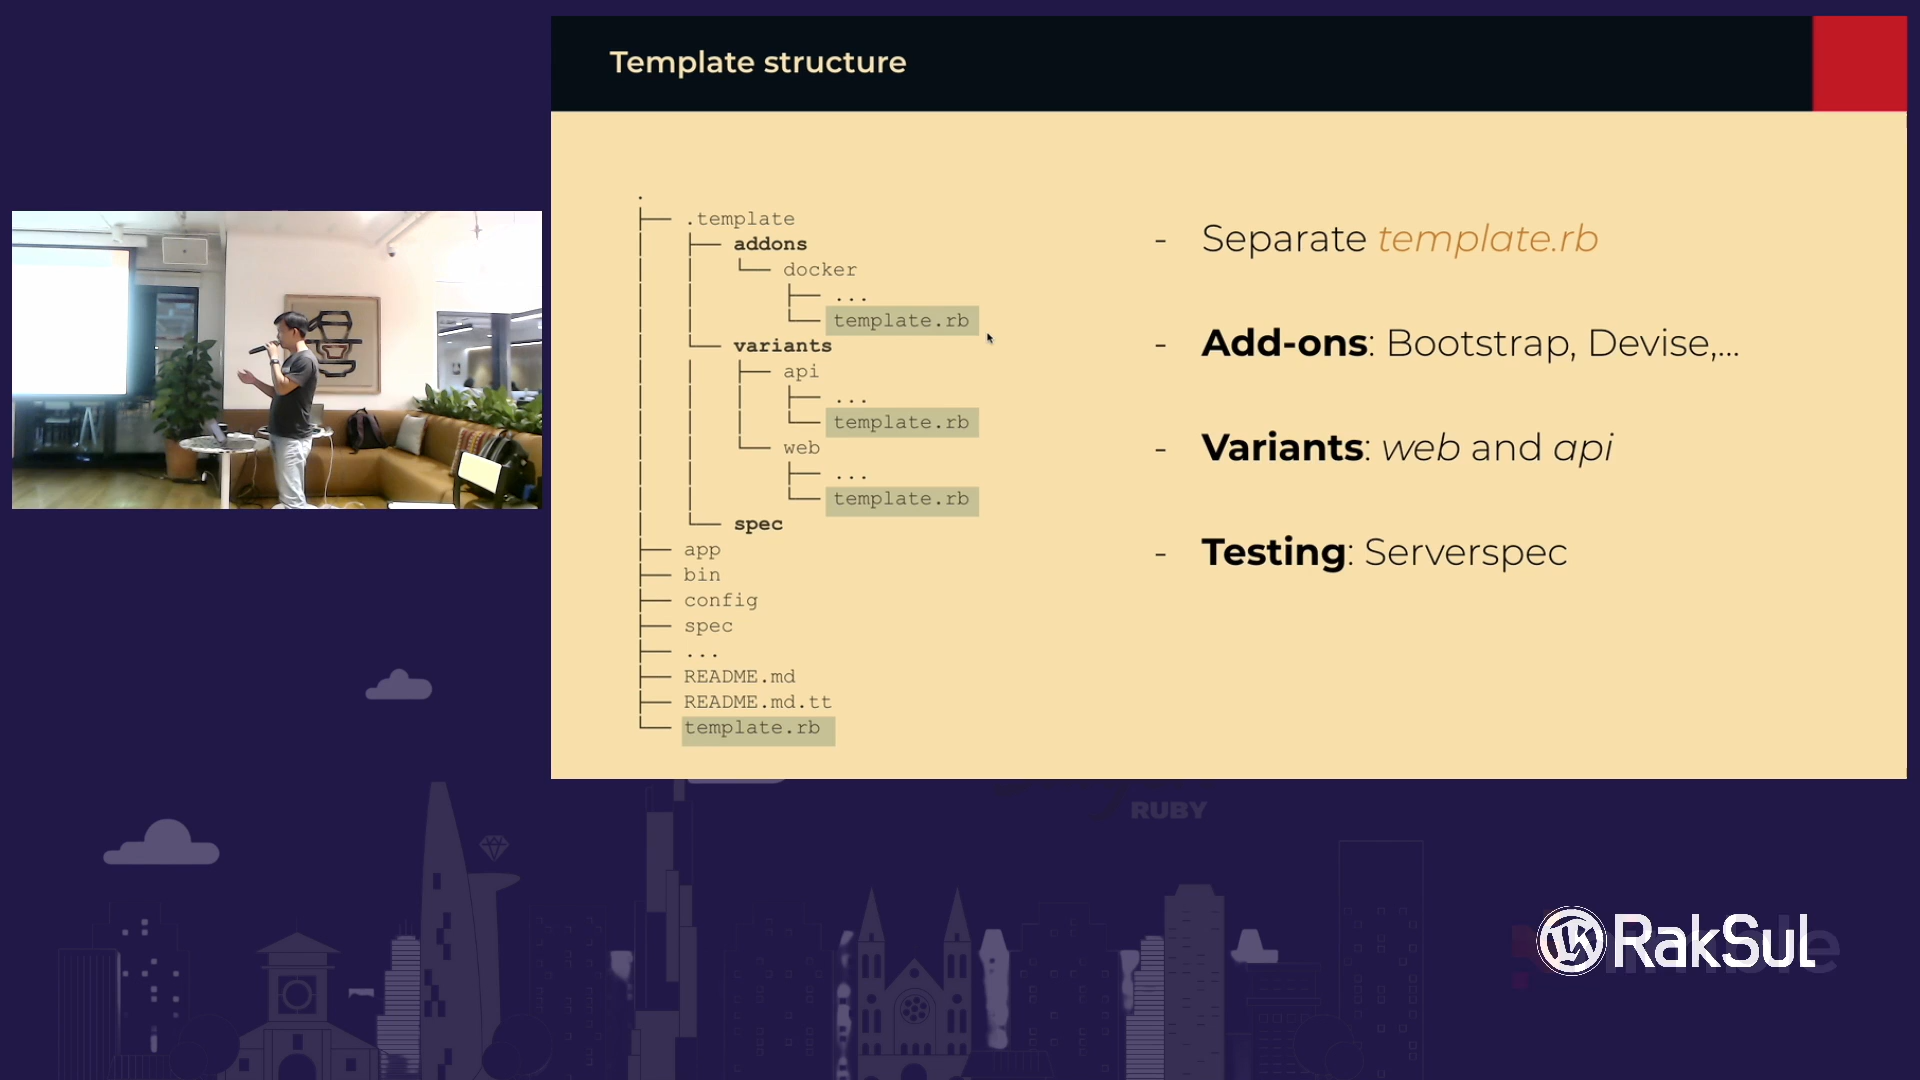 Template structure
.
├── .template
│ ├── addons
│ │ └── docker
│ │ ├── ...
│ │ └── template.rb
│ └── variants
│ │ ├── api
│ │ │ ├── ...
│ │ │ └── template.rb
│ │ └── web
│ │ ├── ...
│ │ └── template.rb
│ └── spec
├── app
├── bin
├── config
├── spec
├── ...
├── README.md
├── README.md.tt
└── template.rb
- Separate template.rb
- Add-ons: Bootstrap, Devise,...
- Variants: web and api
- Testing: Serverspec
RUBY
RakSul